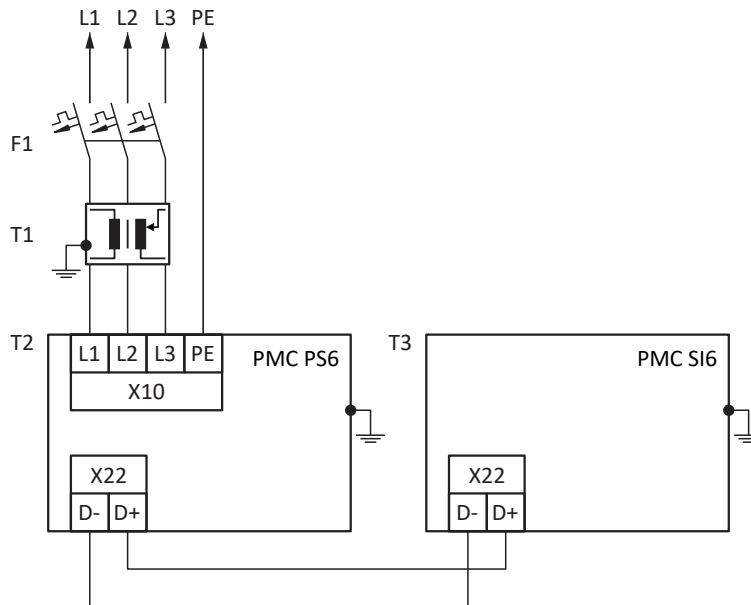 L1 L2 L3 PE
F1
T1
T2 T3
L1 L2 L3 PE PMC PS6 PMC SI6
X10
X22 X22
D- D+ D- D+